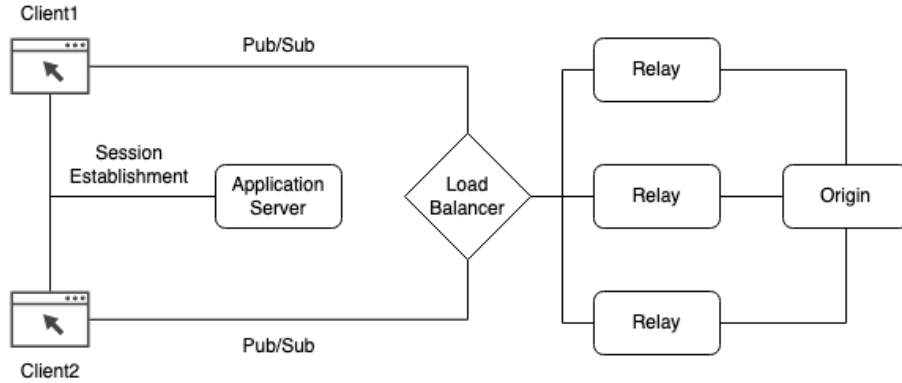 Client1
Pub/Sub
Relay
Session
Establishment
Application
Server
Load
Balancer
Relay
Origin
Relay
Pub/Sub
Client2